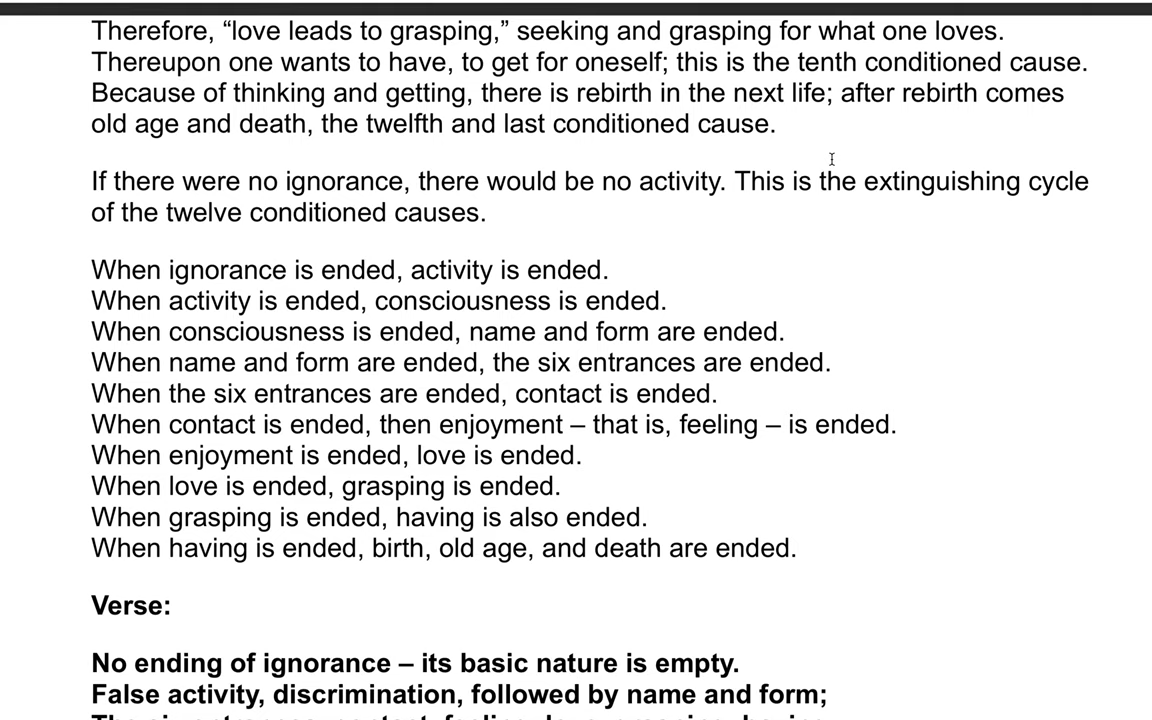 Therefore, “love leads to grasping,” seeking and grasping for what one loves.
Thereupon one wants to have, to get for oneself; this is the tenth conditioned cause.
Because of thinking and getting, there is rebirth in the next life; after rebirth comes
old age and death, the twelfth and last conditioned cause.
If there were no ignorance, there would be no activity. This is the extinguishing cycle
of the twelve conditioned causes.
When ignorance is ended, activity is ended.
When activity is ended, consciousness is ended.
When consciousness is ended, name and form are ended.
When name and form are ended, the six entrances are ended.
When the six entrances are ended, contact is ended.
When contact is ended, then enjoyment – that is, feeling – is ended.
When enjoyment is ended, love is ended.
When love is ended, grasping is ended.
When grasping is ended, having is also ended.
When having is ended, birth, old age, and death are ended.
Verse:
No ending of ignorance – its basic nature is empty.
False activity, discrimination, followed by name and form;